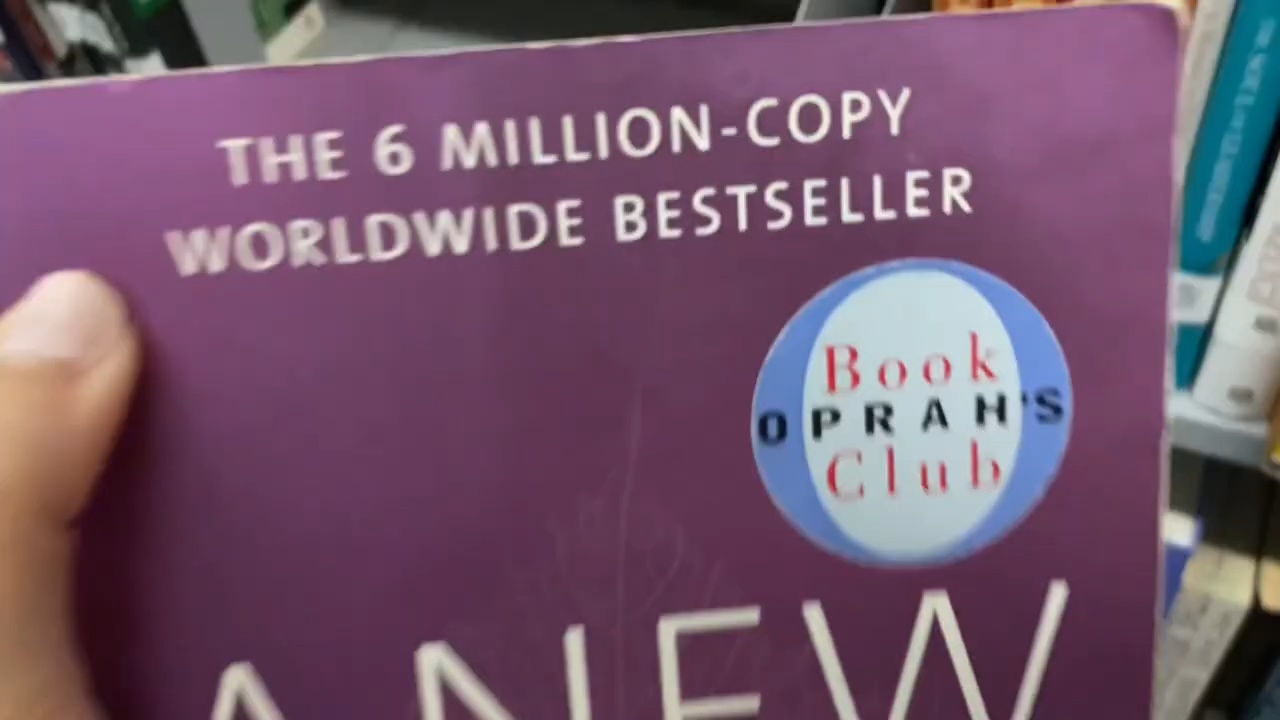 THE 6 MILLION-COPY
WORLDWIDE BESTSELLER
Book
OPRAH'S
Club
A NEW